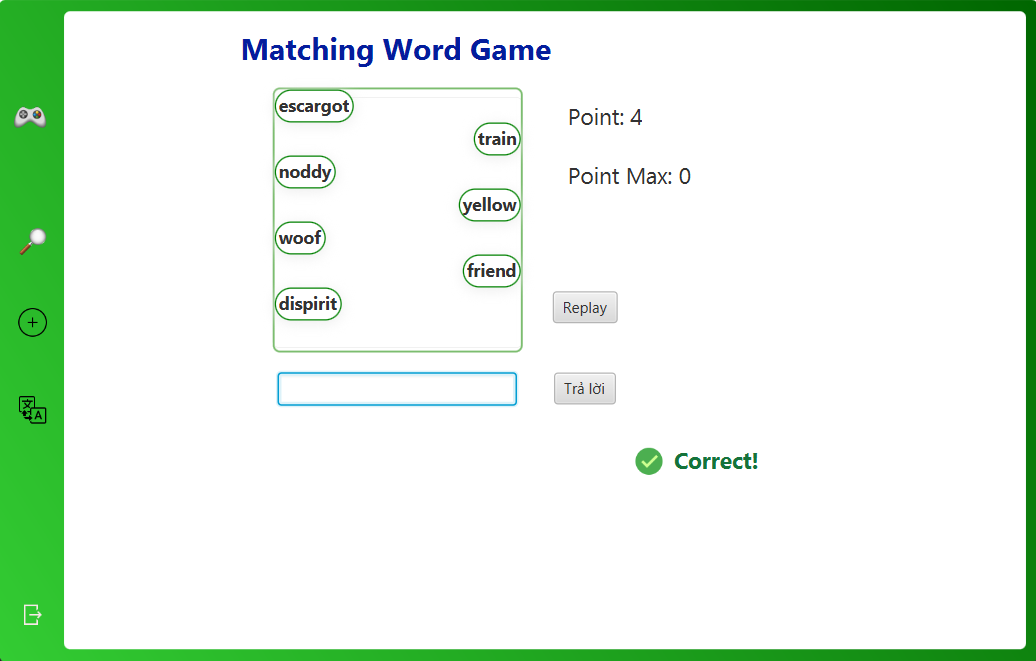 Matching Word Game
escargot
train
noddy
yellow
woof
friend
dispirit
Point: 4
Point Max: 0
Replay
Trả lời
Correct!